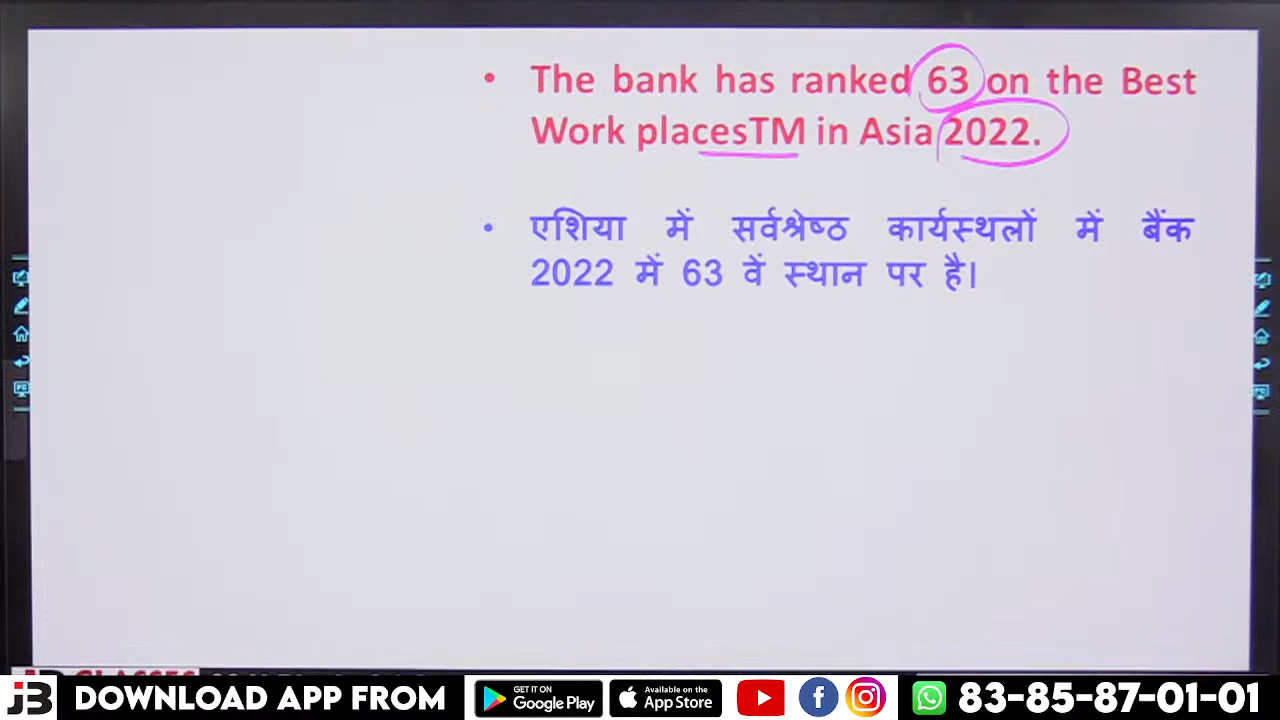 • The bank has ranked 63 on the Best
Work placesTM in Asia 2022.
• एशिया में सर्वश्रेष्ठ कार्यस्थलों में बैंक
2022 में 63 वें स्थान पर है।
JB DOWNLOAD APP FROM GET IT ON Google Play Available on the App Store 83-85-87-01-01